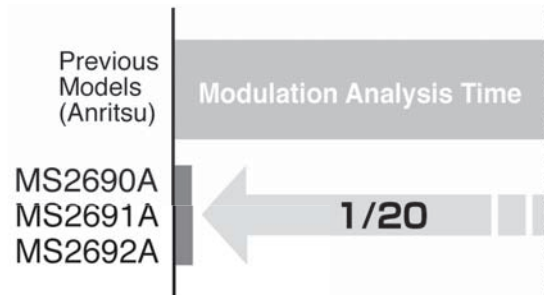 Previous
Models
(Anritsu)
Modulation Analysis Time
MS2690A
MS2691A
MS2692A
1/20